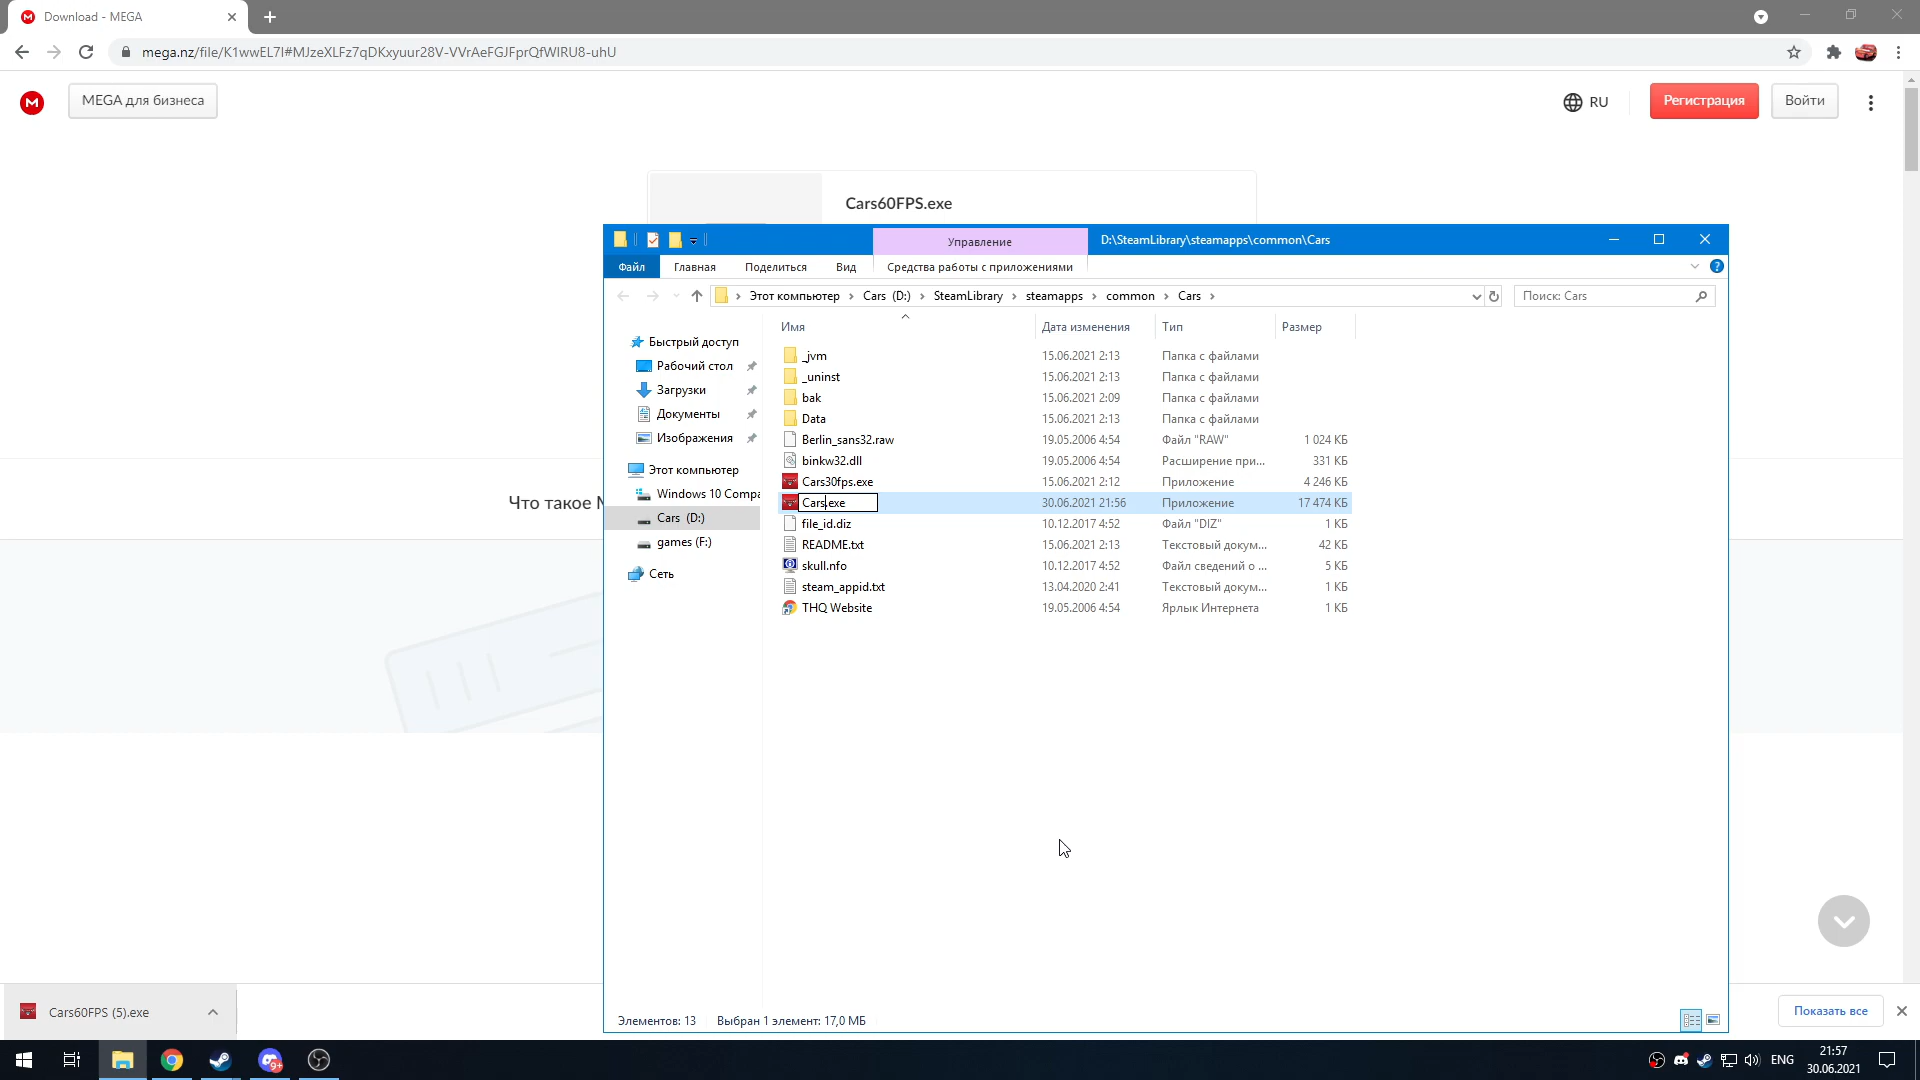 Download - MEGA
mega.nz/file/K1wwEL7I#MJzeXLFz7qDKxyuur28V-VVrAeFGJFprQfWIRU8-uhU
MEGA для бизнеса
RU
Регистрация
Войти
Cars60FPS.exe
Управление
D:\SteamLibrary\steamapps\common\Cars
Файл
Главная
Поделиться
Вид
Средства работы с приложениями
Этот компьютер
Cars (D:)
SteamLibrary
steamapps
common
Cars
Поиск: Cars
Имя
Дата изменения
Тип
Размер
Быстрый доступ
Рабочий стол
Загрузки
Документы
Изображения
Этот компьютер
Windows 10 Compa
Cars (D:)
games (F:)
Сеть
_jvm 15.06.2021 2:13 Папка с файлами
_uninst 15.06.2021 2:13 Папка с файлами
bak 15.06.2021 2:09 Папка с файлами
Data 15.06.2021 2:13 Папка с файлами
Berlin_sans32.raw 19.05.2006 4:54 Файл "RAW" 1 024 КБ
binkw32.dll 19.05.2006 4:54 Расширение при... 331 КБ
Cars30fps.exe 15.06.2021 2:12 Приложение 4 246 КБ
Cars.exe 30.06.2021 21:56 Приложение 17 474 КБ
file_id.diz 10.12.2017 4:52 Файл "DIZ" 1 КБ
README.txt 15.06.2021 2:13 Текстовый докум... 42 КБ
skull.nfo 10.12.2017 4:52 Файл сведений о ... 5 КБ
steam_appid.txt 13.04.2020 2:41 Текстовый докум... 1 КБ
THQ Website 19.05.2006 4:54 Ярлык Интернета 1 КБ
Что такое
Элементов: 13
Выбран 1 элемент: 17,0 МБ
Cars60FPS (5).exe
Показать все
9+
ENG
21:57
30.06.2021